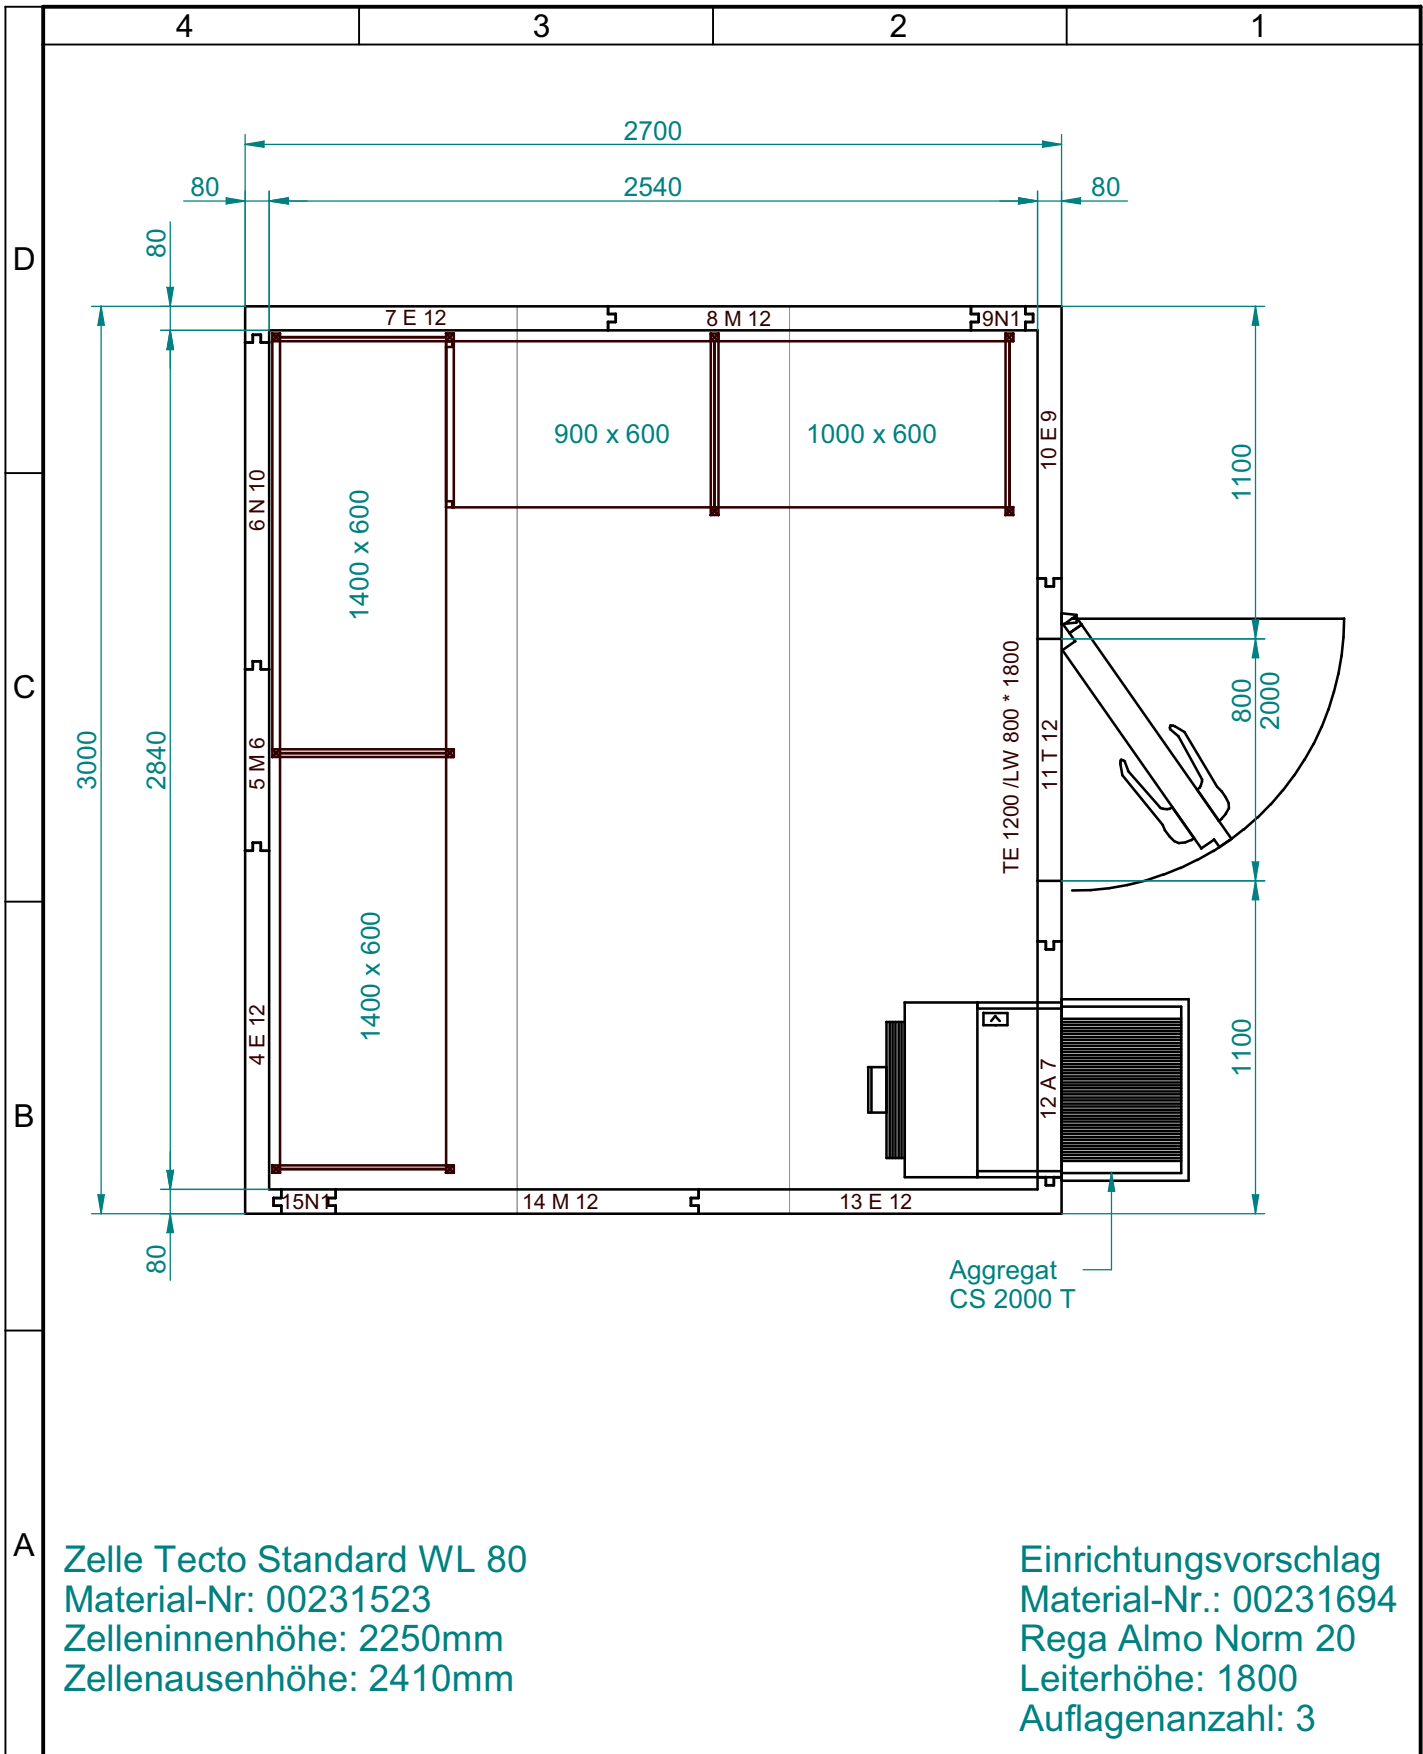 4
3
2
1
2700
80
2540
80
80
D
7 E 12
8 M 12
9N1
10 E 9
1100
900 x 600
1000 x 600
6 N 10
1400 x 600
C
3000
2840
5 M 6
TE 1200 /LW 800 * 1800
11 T 12
800
2000
1400 x 600
4 E 12
12 A 7
1100
B
15N1
14 M 12
13 E 12
80
Aggregat
CS 2000 T
A
Zelle Tecto Standard WL 80
Material-Nr: 00231523
Zelleninnenhöhe: 2250mm
Zellenausenhöhe: 2410mm
Einrichtungsvorschlag
Material-Nr.: 00231694
Rega Almo Norm 20
Leiterhöhe: 1800
Auflagenanzahl: 3